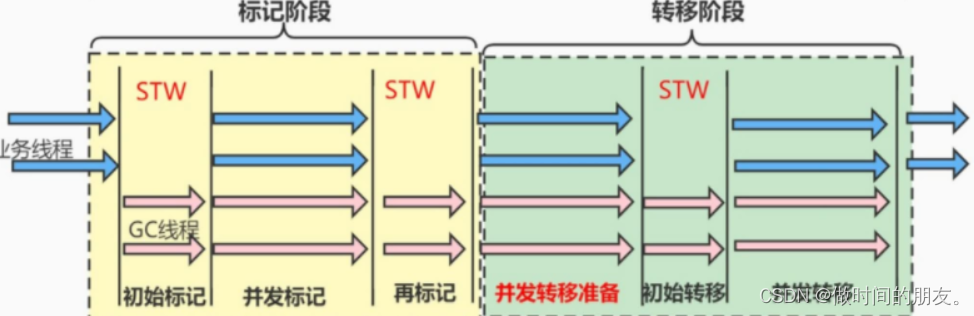 标记阶段
转移阶段
STW
STW
STW
业务线程
GC线程
初始标记
并发标记
再标记
并发转移准备
初始转移
并发转移
CSDN @做时间的朋友。